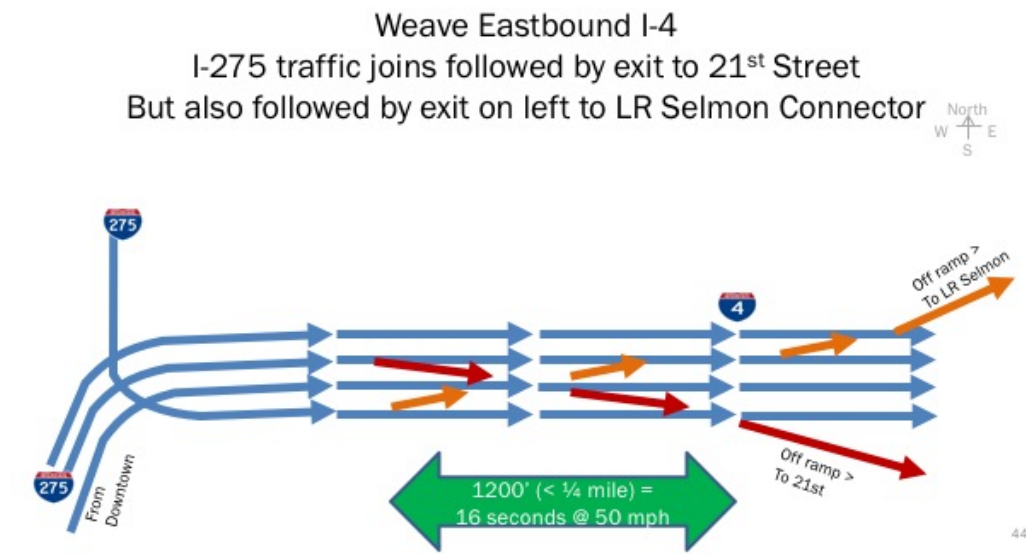 Weave Eastbound I-4
I-275 traffic joins followed by exit to 21st Street
But also followed by exit on left to LR Selmon Connector
North
W E
S
275
4
Off ramp >
To LR Selmon
275
From
Downtown
Off ramp >
To 21st
1200' (< ¼ mile) =
16 seconds @ 50 mph
44